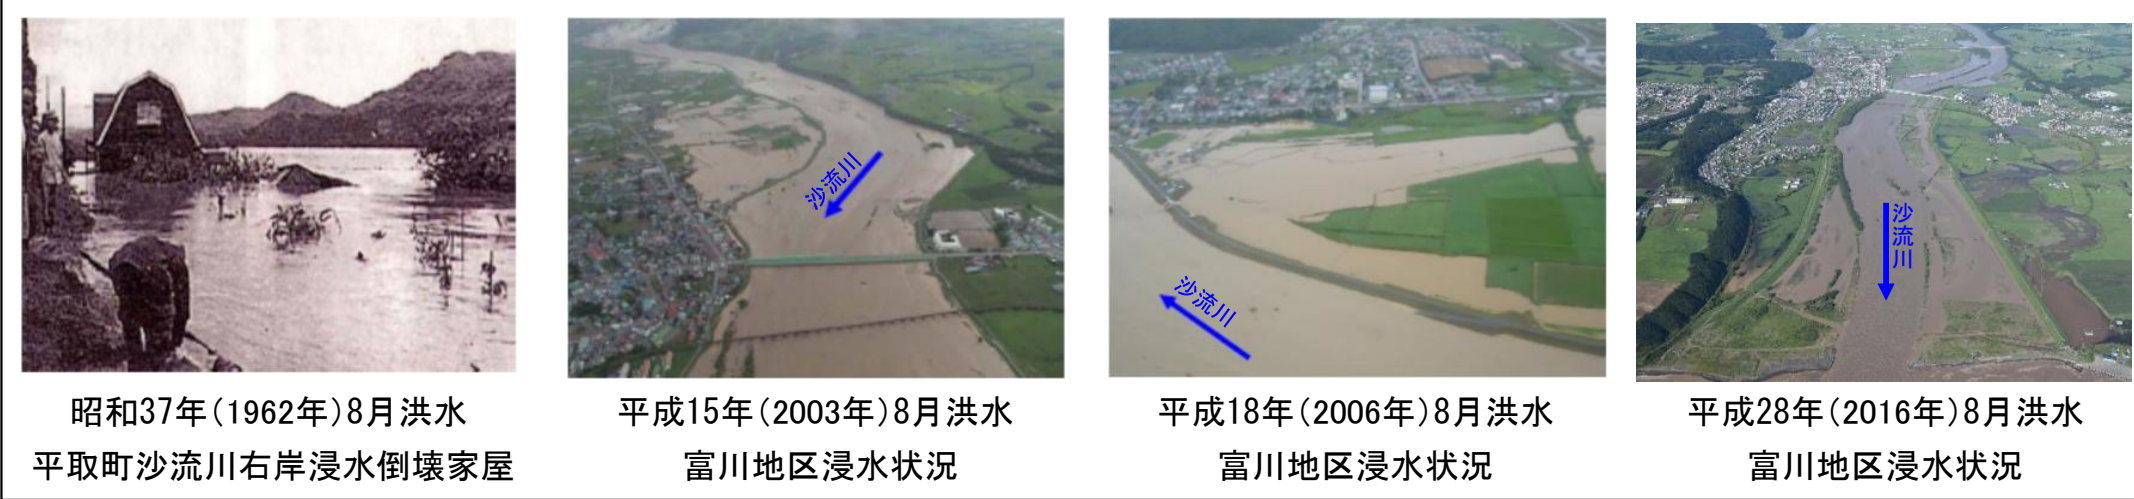 沙流川
沙流川
沙流川
昭和37年(1962年)8月洪水
平取町沙流川右岸浸水倒壊家屋
平成15年(2003年)8月洪水
富川地区浸水状況
平成18年(2006年)8月洪水
富川地区浸水状況
平成28年(2016年)8月洪水
富川地区浸水状況